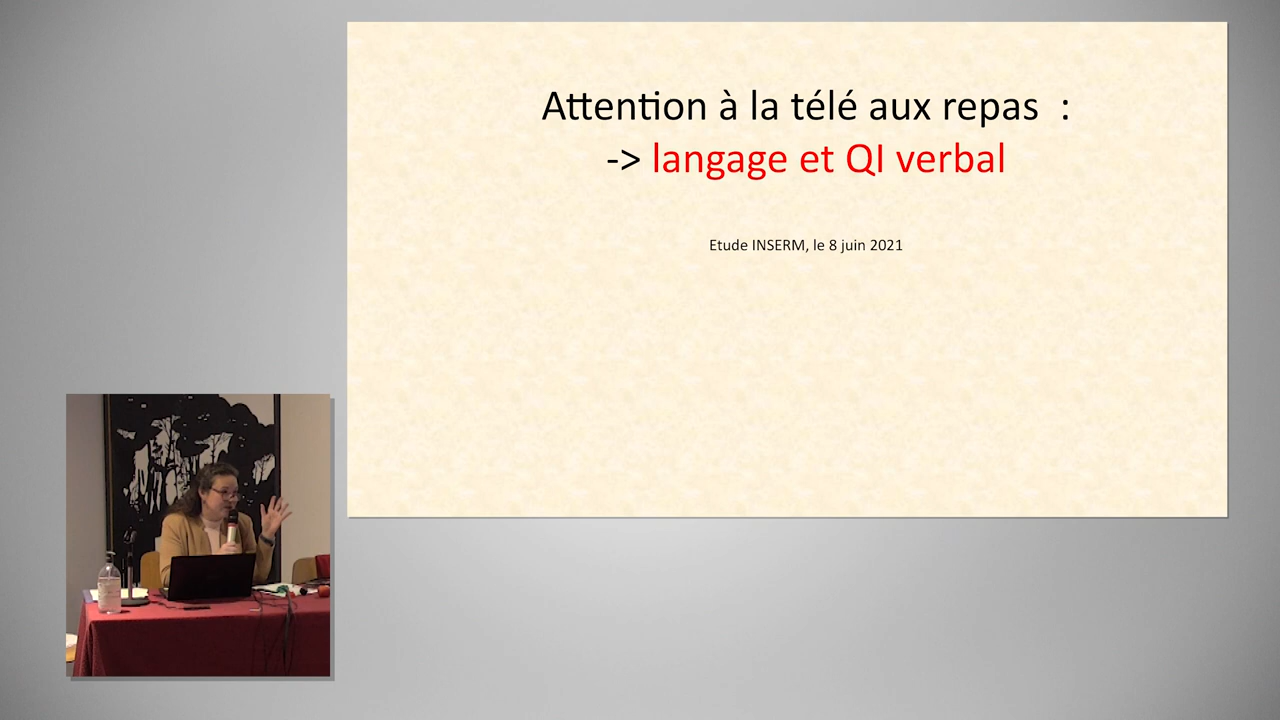 Attention à la télé aux repas :
-> langage et QI verbal
Etude INSERM, le 8 juin 2021